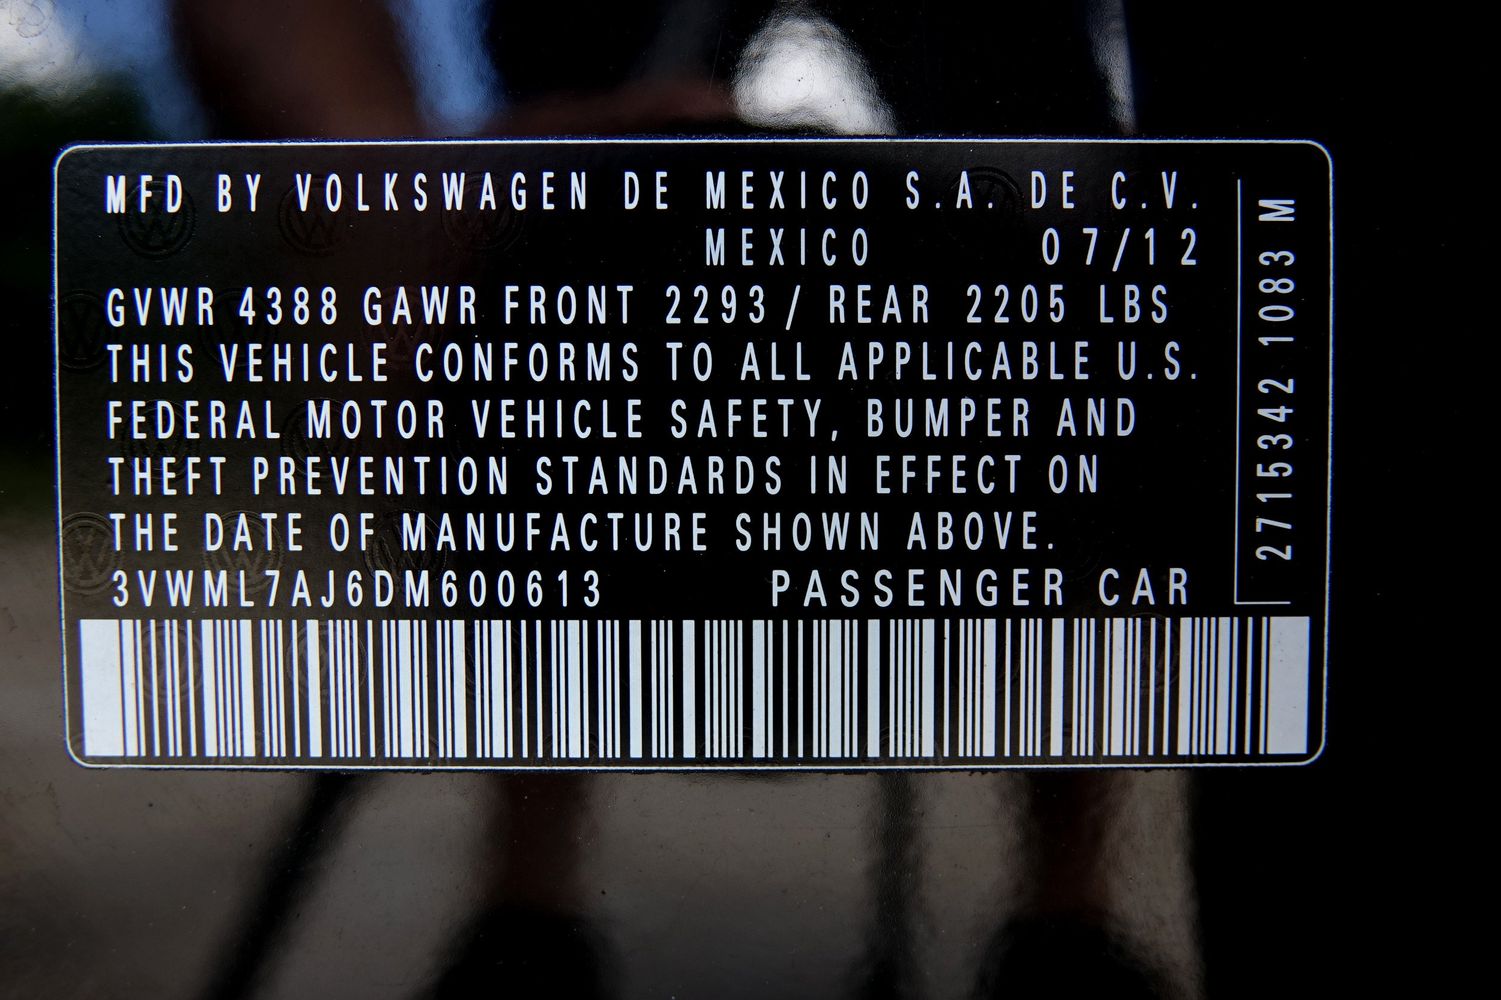 MFD BY VOLKSWAGEN DE MEXICO S.A. DE C.V.
MEXICO 07/12
GVWR 4388 GAWR FRONT 2293 / REAR 2205 LBS
THIS VEHICLE CONFORMS TO ALL APPLICABLE U.S.
FEDERAL MOTOR VEHICLE SAFETY, BUMPER AND
THEFT PREVENTION STANDARDS IN EFFECT ON
THE DATE OF MANUFACTURE SHOWN ABOVE.
3VWML7AJ6DM600613 PASSENGER CAR
2715342 1083 M